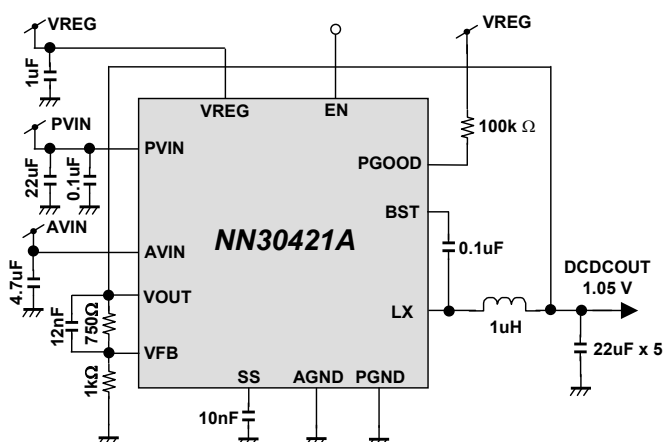 VREG
1uF
VREG
EN
VREG
100k Ω
PVIN
22uF
0.1uF
PVIN
PGOOD
BST
0.1uF
AVIN
4.7uF
AVIN
NN30421A
LX
1uH
DCDCOUT
1.05 V
22uF x 5
VOUT
12nF
750Ω
VFB
1kΩ
SS
AGND
PGND
10nF